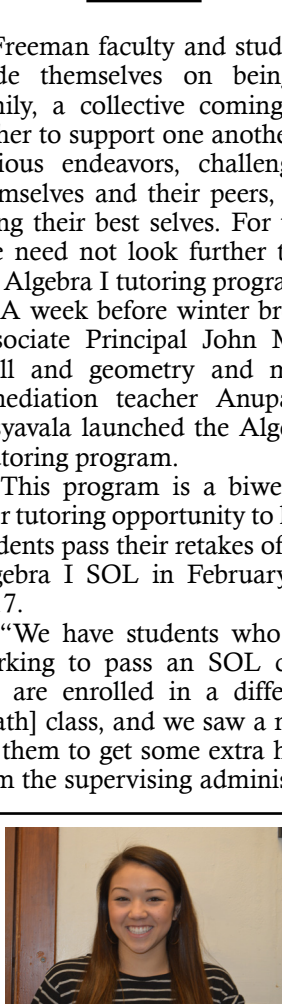 Freeman faculty and stud
de themselves on bein
mily, a collective coming
her to support one anothe
ious endeavors, challeng
mselves and their peers,
ng their best selves. For
e need not look further t
Algebra I tutoring progra
A week before winter br
sociate Principal John M
ll and geometry and m
mediation teacher Anupa
yavala launched the Alg
toring program.
This program is a biwe
r tutoring opportunity to
dents pass their retakes of
gebra I SOL in February
7.
“We have students who
rking to pass an SOL
are enrolled in a diffe
ath] class, and we saw a
them to get some extra h
m the supervising adminis